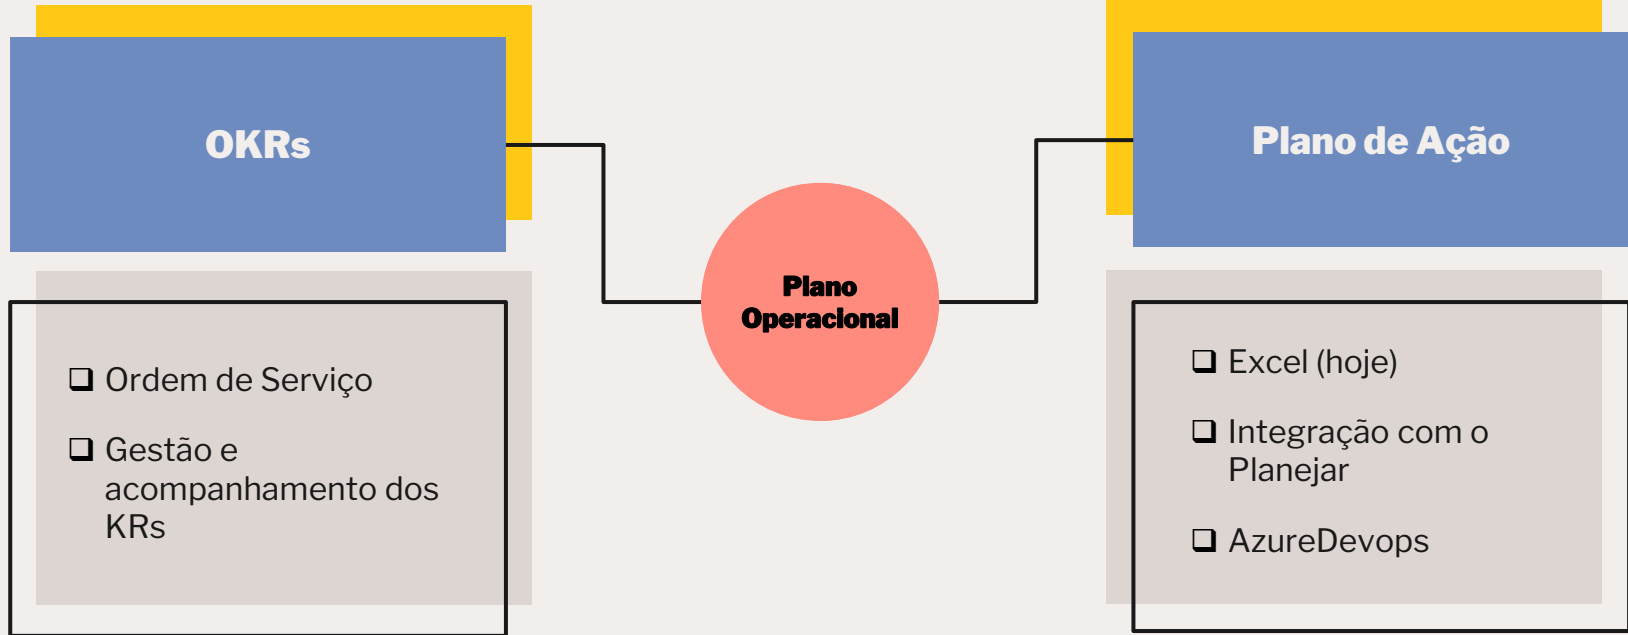 OKRs
Ordem de Serviço
Gestão e
acompanhamento dos
KRs
Plano
Operacional
Plano de Ação
Excel (hoje)
Integração com o
Planejar
AzureDevops